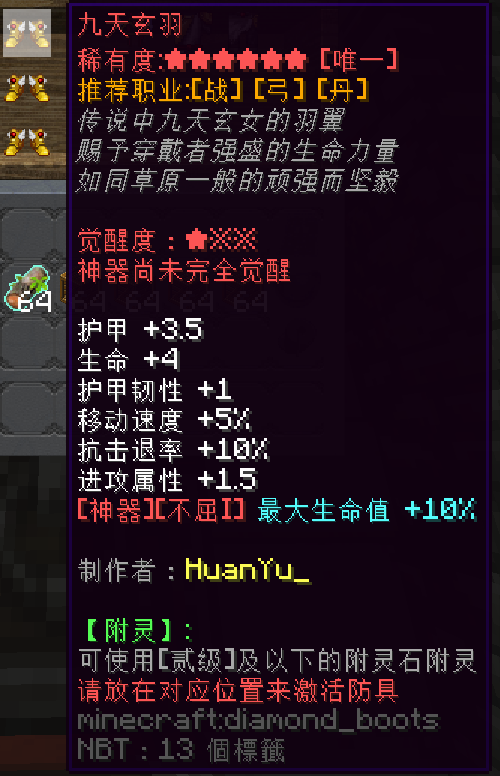 九天玄羽
稀有度:★★★★★★ [唯一]
推荐职业:[战] [弓] [丹]
传说中九天玄女的羽翼
赐予穿戴者强盛的生命力量
如同草原一般的顽强而坚毅
觉醒度：★※※
神器尚未完全觉醒
护甲 +3.5
生命 +4
护甲韧性 +1
移动速度 +5%
抗击退率 +10%
进攻属性 +1.5
[神器][不屈I] 最大生命值 +10%
制作者：HuanYu_
【附灵】:
可使用[贰级]及以下的附灵石附灵
请放在对应位置来激活防具
minecraft:diamond_boots
NBT：13 個標籤
64
64 64 64 64